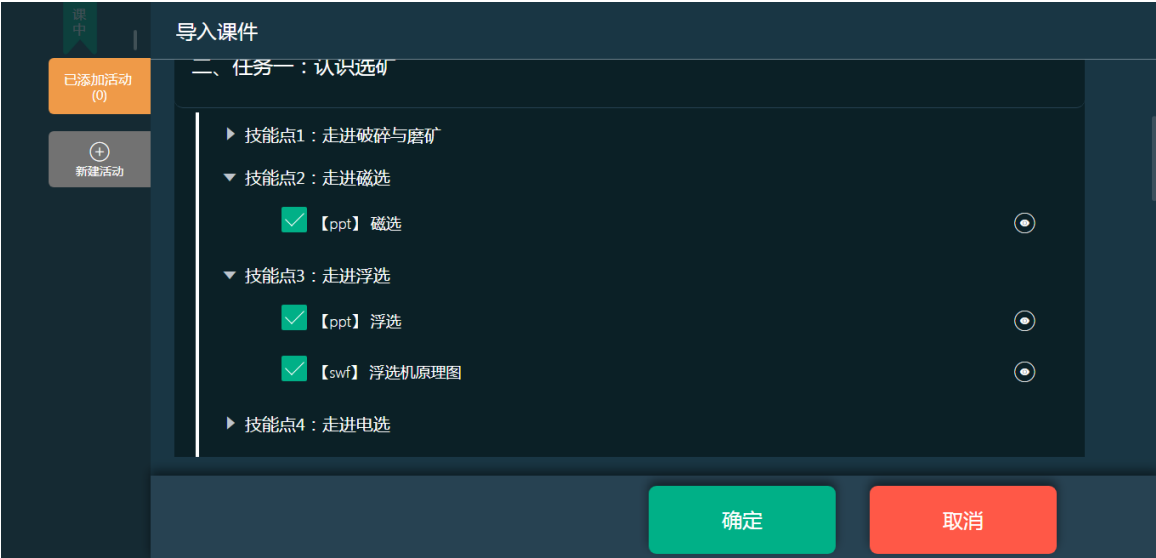 课中
导入课件
已添加活动
(0)
二、任务一：认识选矿
新建活动
技能点1：走进破碎与磨矿
技能点2：走进磁选
【ppt】磁选
技能点3：走进浮选
【ppt】浮选
【swf】浮选机原理图
技能点4：走进电选
确定
取消